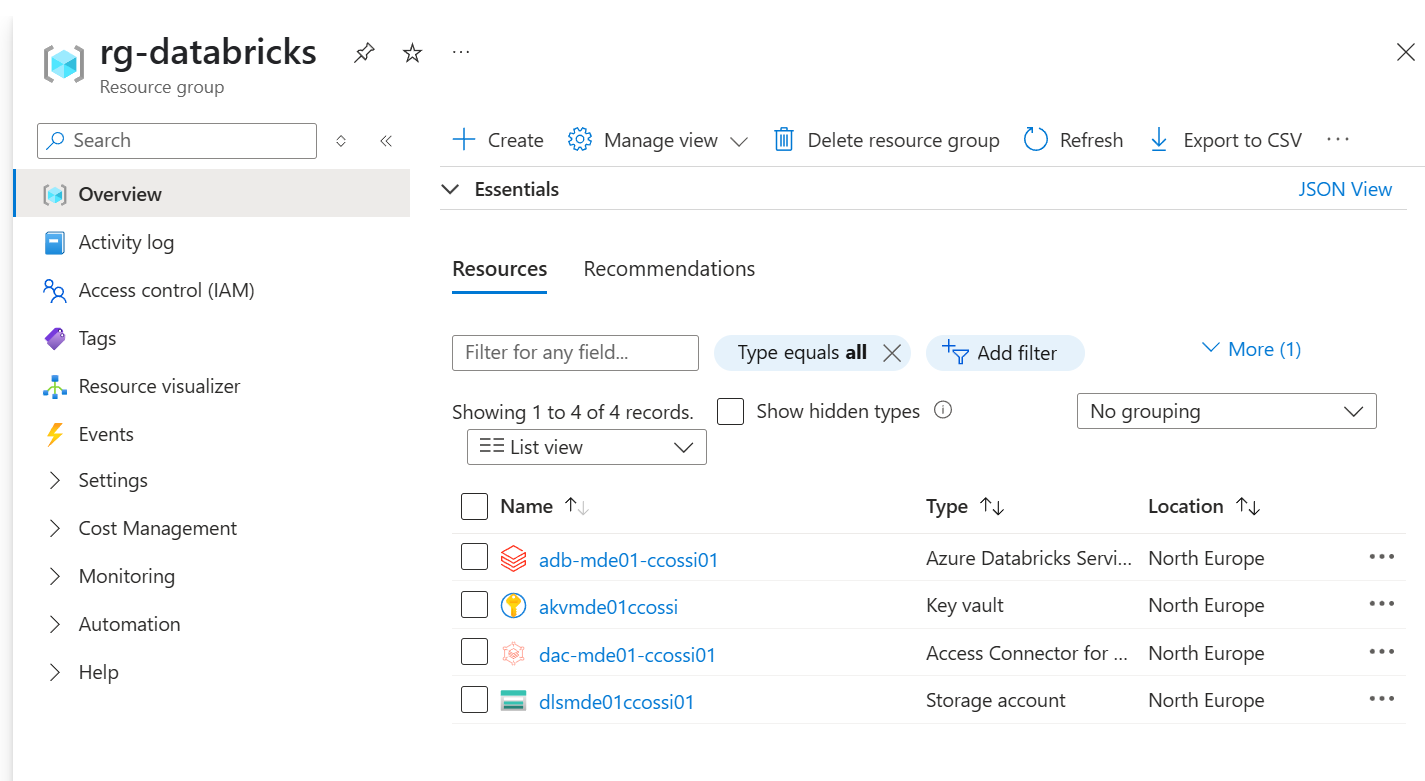 rg-databricks
...
Resource group
Search
Create
Manage view
Delete resource group
Refresh
Export to CSV
...
Overview
Activity log
Access control (IAM)
Tags
Resource visualizer
Events
Settings
Cost Management
Monitoring
Automation
Help
Essentials
JSON View
Resources
Recommendations
Filter for any field...
Type equals all
Add filter
More (1)
Showing 1 to 4 of 4 records.
Show hidden types
No grouping
List view
Name Type Location
adb-mde01-ccossi01 Azure Databricks Servi... North Europe ...
akvmde01ccossi Key vault North Europe ...
dac-mde01-ccossi01 Access Connector for ... North Europe ...
dlsmde01ccossi01 Storage account North Europe ...